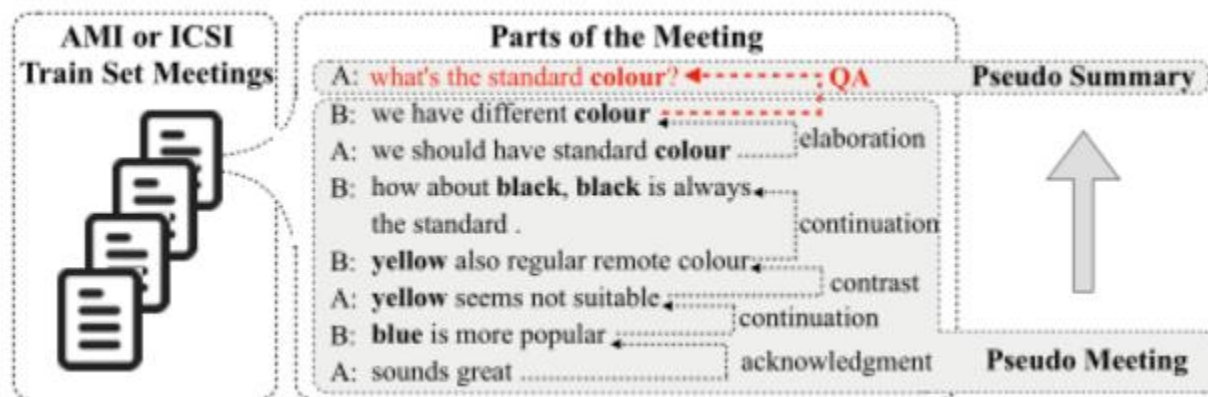 AMI or ICSI
Train Set Meetings
Parts of the Meeting
A: what's the standard colour? QA
Pseudo Summary
B: we have different colour
elaboration
A: we should have standard colour
B: how about black, black is always
the standard .
continuation
B: yellow also regular remote colour
contrast
A: yellow seems not suitable
continuation
B: blue is more popular
acknowledgment
A: sounds great
Pseudo Meeting